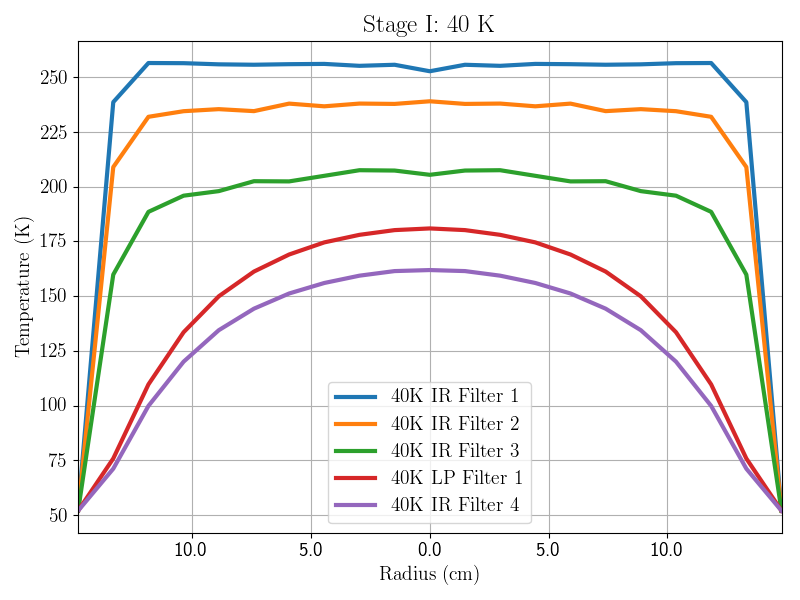 Stage I: 40 K
Temperature (K)
250
225
200
175
150
125
100
75
50
40K IR Filter 1
40K IR Filter 2
40K IR Filter 3
40K LP Filter 1
40K IR Filter 4
10.0 5.0 0.0 5.0 10.0
Radius (cm)